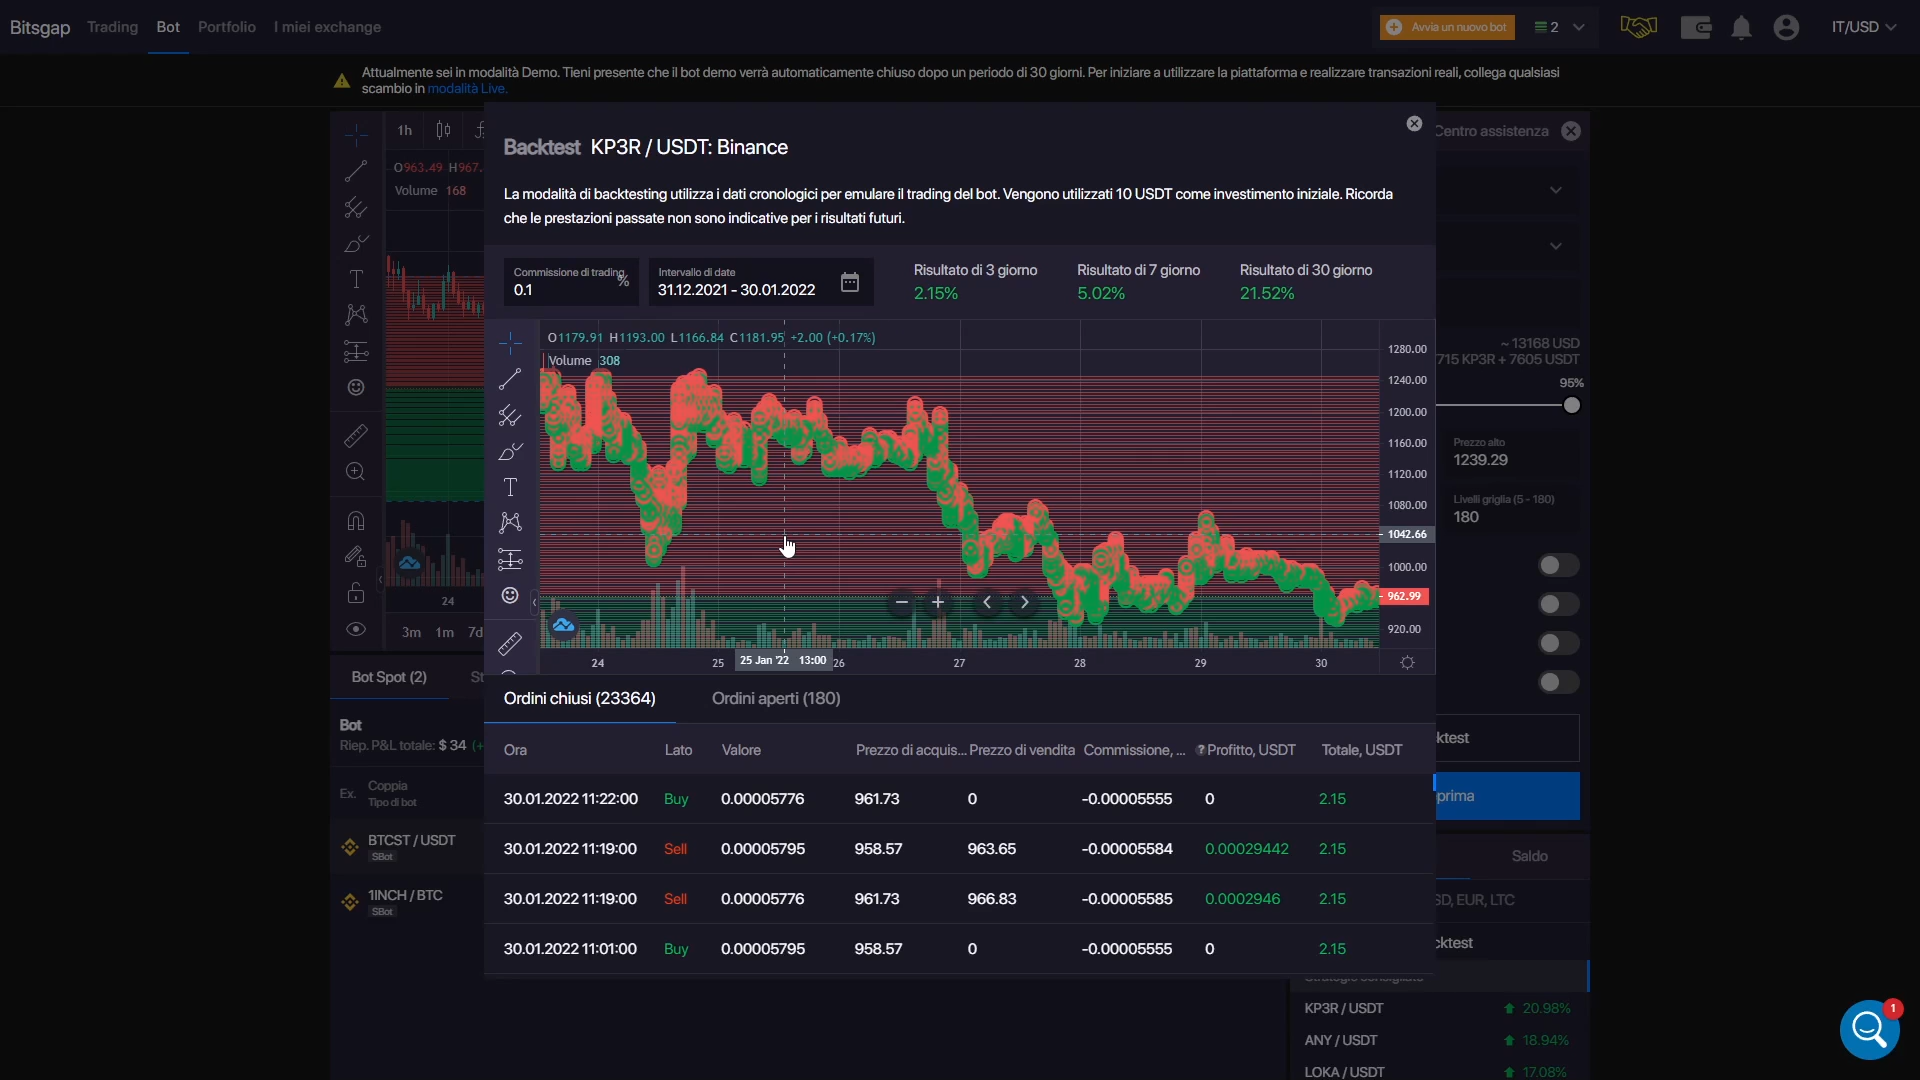 Bitsgap Trading Bot Portfolio I miei exchange
Avvia un nuovo bot 2 IT/USD
Attualmente sei in modalità Demo. Tieni presente che il bot demo verrà automaticamente chiuso dopo un periodo di 30 giorni. Per iniziare a utilizzare la piattaforma e realizzare transazioni reali, collega qualsiasi
scambio in modalità Live.
1h
O963.49 H967.
Volume 168
24
3m 1m 7d
Centro assistenza
Backtest KP3R / USDT: Binance
La modalità di backtesting utilizza i dati cronologici per emulare il trading del bot. Vengono utilizzati 10 USDT come investimento iniziale. Ricorda
che le prestazioni passate non sono indicative per i risultati futuri.
Commissione di trading
0.1
%
Intervallo di date
31.12.2021 - 30.01.2022
Risultato di 3 giorno
2.15%
Risultato di 7 giorno
5.02%
Risultato di 30 giorno
21.52%
O1179.91 H1193.00 L1166.84 C1181.95 +2.00 (+0.17%)
Volume 308
1280.00
1240.00
1200.00
1160.00
1120.00
1080.00
1042.66
1000.00
962.99
920.00
24 25 25 Jan '22 13:00 26 27 28 29 30
~ 13168 USD
715 KP3R + 7605 USDT
95%
Prezzo alto
1239.29
Livelli griglia (5 - 180)
180
Bot Spot (2) St
Bot
Riep. P&L totale: $ 34 (+
Ex. Coppia
Tipo di bot
BTCST / USDT
SBot
1INCH / BTC
SBot
Ordini chiusi (23364) Ordini aperti (180)
Ora Lato Valore Prezzo di acquis... Prezzo di vendita Commissione, ... ? Profitto, USDT Totale, USDT
30.01.2022 11:22:00 Buy 0.00005776 961.73 0 -0.00005555 0 2.15
30.01.2022 11:19:00 Sell 0.00005795 958.57 963.65 -0.00005584 0.00029442 2.15
30.01.2022 11:19:00 Sell 0.00005776 961.73 966.83 -0.00005585 0.0002946 2.15
30.01.2022 11:01:00 Buy 0.00005795 958.57 0 -0.00005555 0 2.15
ktest
prima
Saldo
SD, EUR, LTC
cktest
KP3R / USDT 20.98%
ANY / USDT 18.94%
LOKA / USDT 17.08%
1